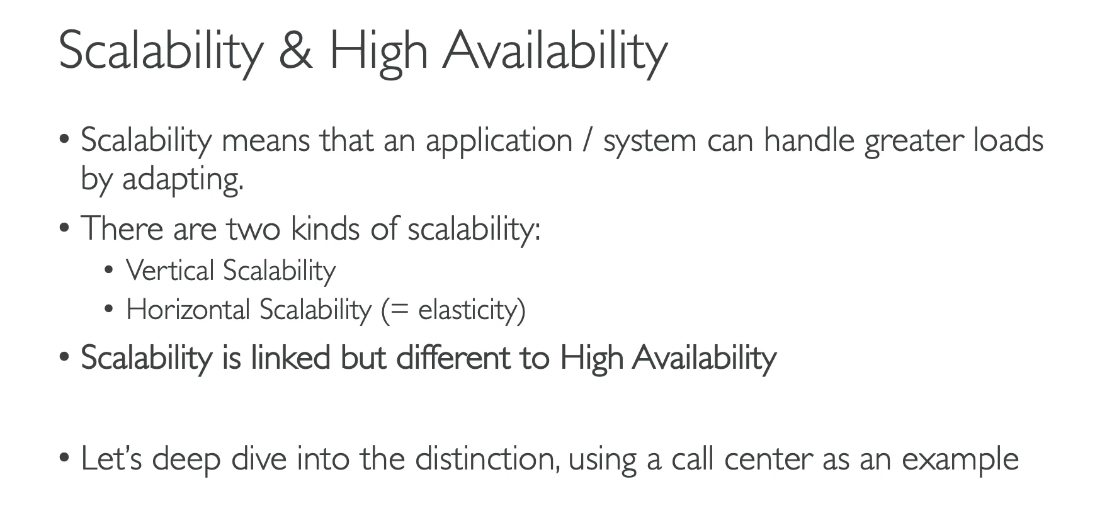 Scalability & High Availability
• Scalability means that an application / system can handle greater loads
by adapting.
• There are two kinds of scalability:
• Vertical Scalability
• Horizontal Scalability (= elasticity)
• Scalability is linked but different to High Availability
• Let's deep dive into the distinction, using a call center as an example